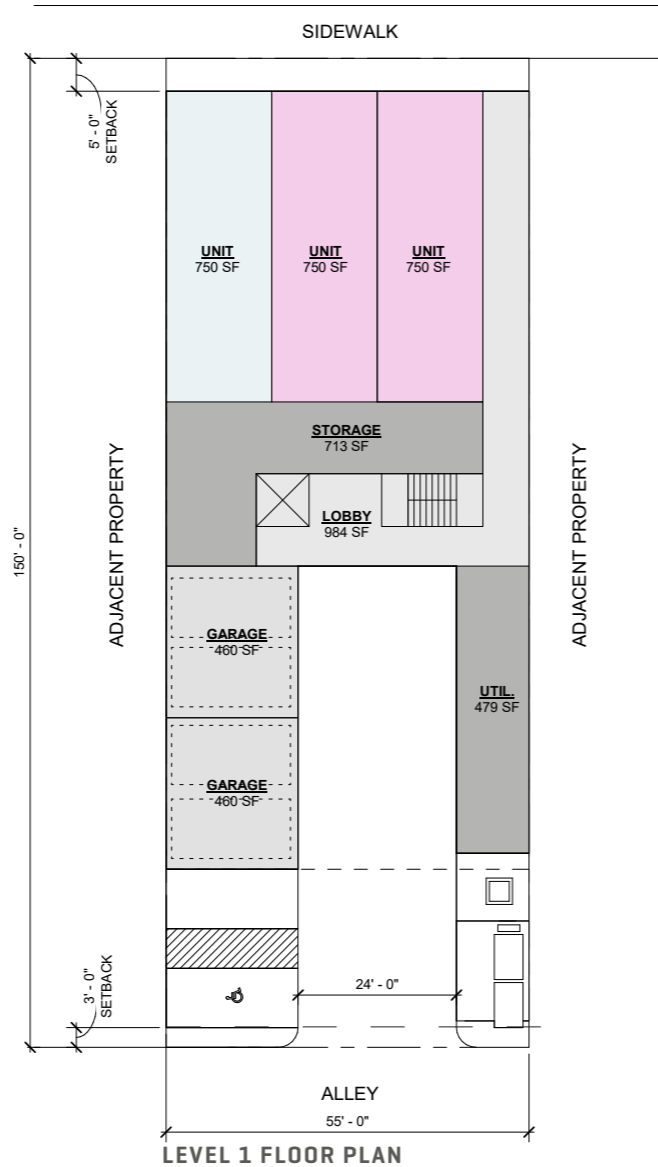 SIDEWALK
5' - 0"
SETBACK
UNIT
750 SF
UNIT
750 SF
UNIT
750 SF
STORAGE
713 SF
LOBBY
984 SF
ADJACENT PROPERTY
ADJACENT PROPERTY
150' - 0"
GARAGE
460 SF
UTIL.
479 SF
GARAGE
460 SF
3' - 0"
SETBACK
24' - 0"
ALLEY
55' - 0"
LEVEL 1 FLOOR PLAN